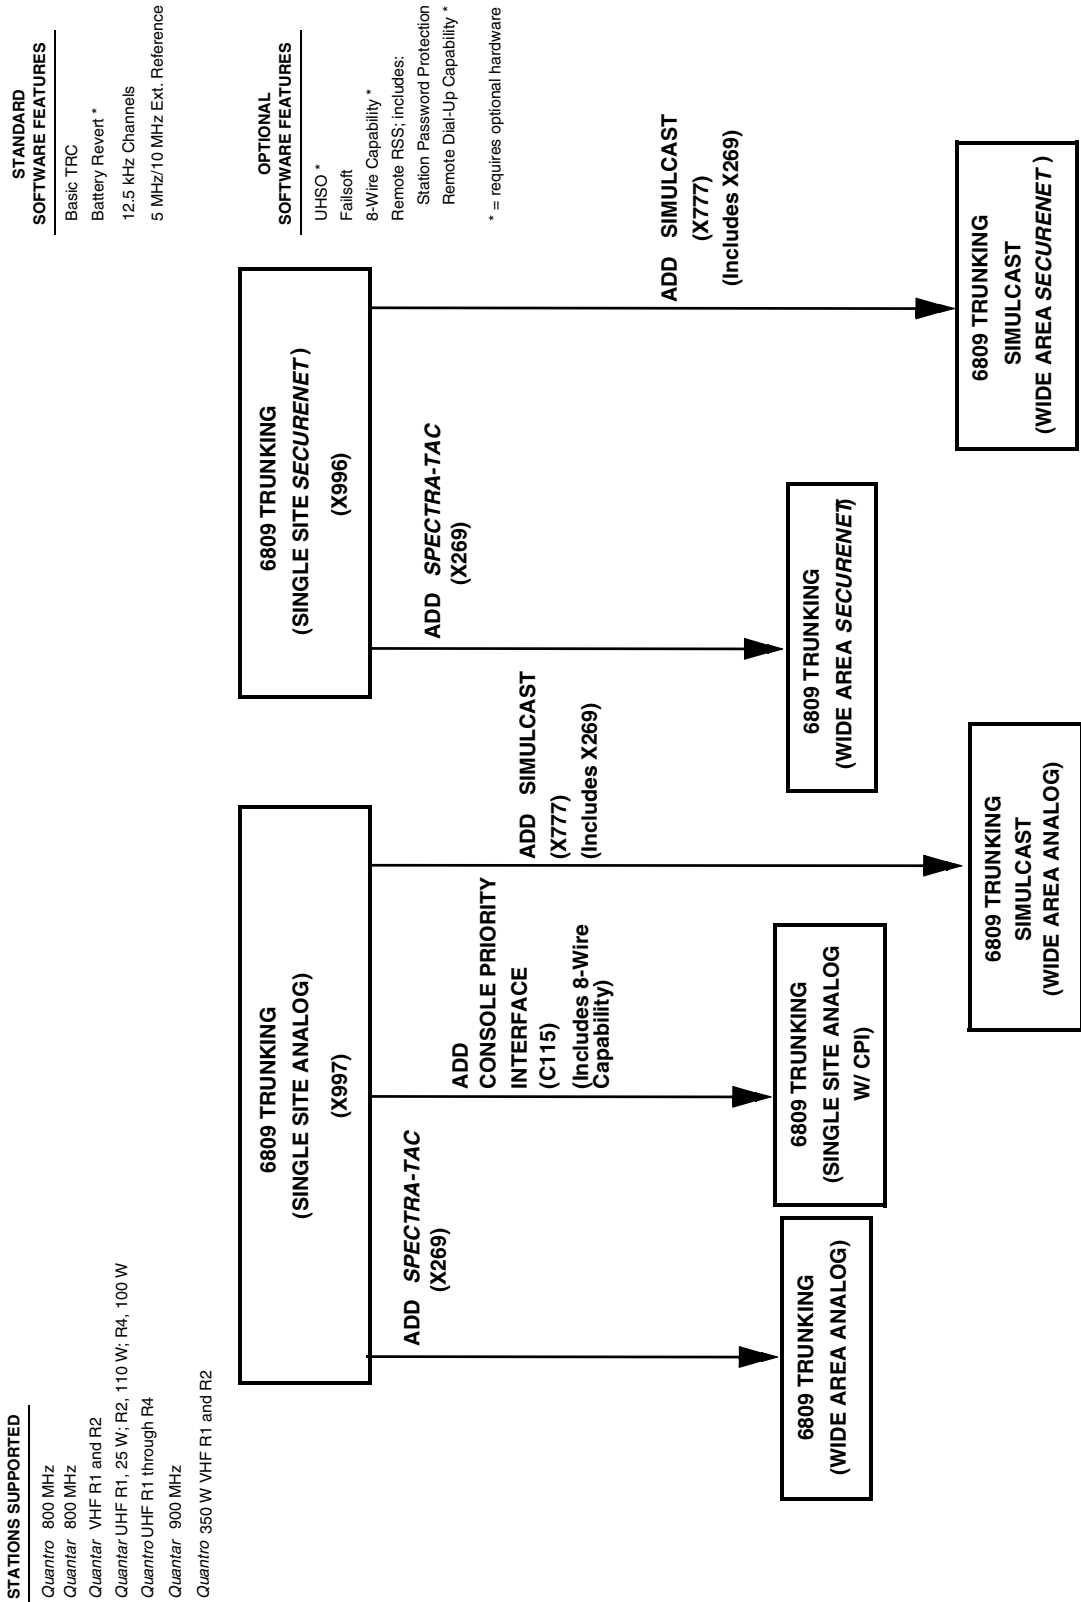 STATIONS SUPPORTED
Quantro 800 MHz
Quantar 800 MHz
Quantar VHF R1 and R2
Quantar UHF R1, 25 W; R2, 110 W; R4, 100 W
Quantro UHF R1 through R4
Quantar 900 MHz
Quantro 350 W VHF R1 and R2
STANDARD
SOFTWARE FEATURES
Basic TRC
Battery Revert *
12.5 kHz Channels
5 MHz/10 MHz Ext. Reference
OPTIONAL
SOFTWARE FEATURES
UHSO *
Failsoft
8-Wire Capability *
Remote RSS; includes:
Station Password Protection
Remote Dial-Up Capability *
* = requires optional hardware
6809 TRUNKING
(SINGLE SITE ANALOG)
(X997)
6809 TRUNKING
(SINGLE SITE SECURENET)
(X996)
ADD SPECTRA-TAC
(X269)
ADD
CONSOLE PRIORITY
INTERFACE
(C115)
(Includes 8-Wire
Capability)
ADD SIMULCAST
(X777)
(Includes X269)
ADD SPECTRA-TAC
(X269)
ADD SIMULCAST
(X777)
(Includes X269)
6809 TRUNKING
(WIDE AREA ANALOG)
6809 TRUNKING
(SINGLE SITE ANALOG
W/ CPI)
6809 TRUNKING
SIMULCAST
(WIDE AREA ANALOG)
6809 TRUNKING
(WIDE AREA SECURENET)
6809 TRUNKING
SIMULCAST
(WIDE AREA SECURENET )